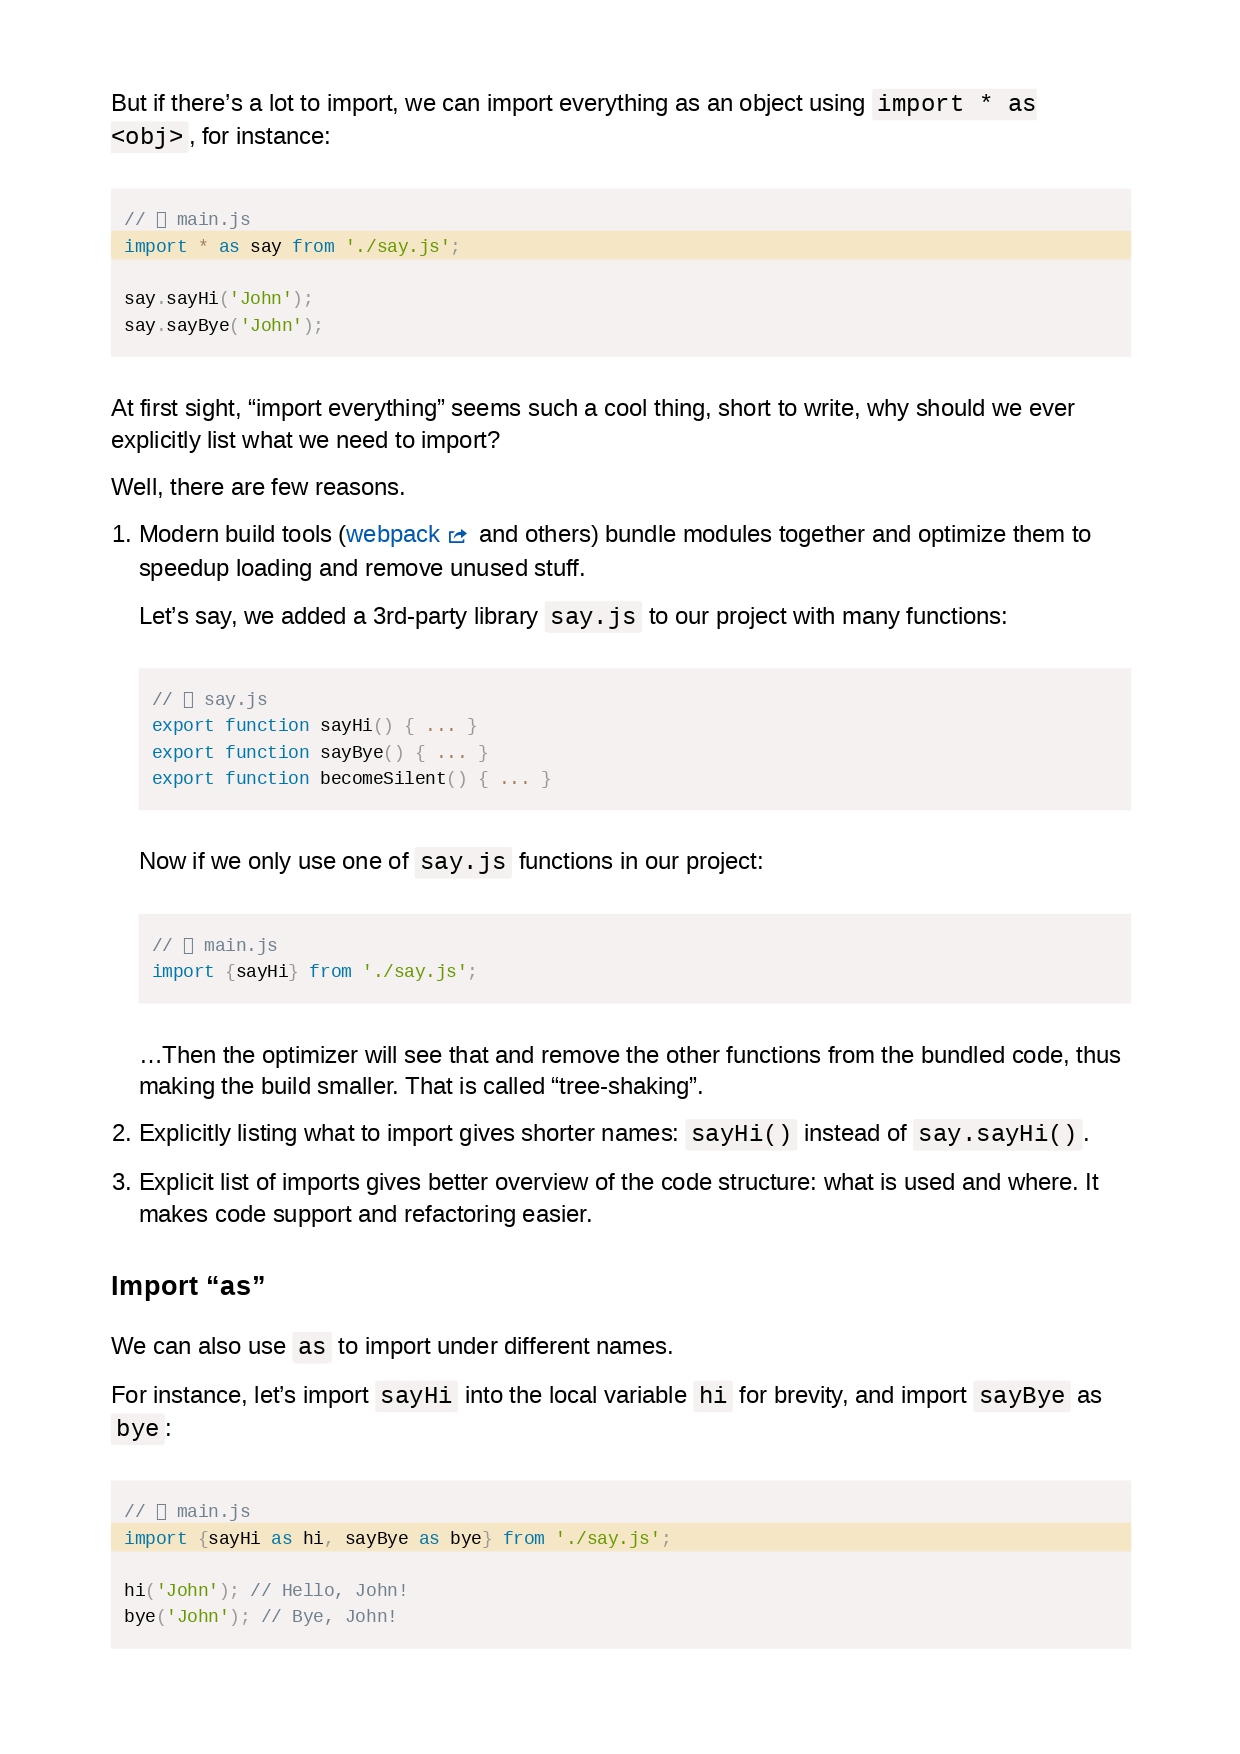 But if there’s a lot to import, we can import everything as an object using import * as
<obj>, for instance:
// main.js
import * as say from './say.js';
say.sayHi('John');
say.sayBye('John');
At first sight, “import everything” seems such a cool thing, short to write, why should we ever
explicitly list what we need to import?
Well, there are few reasons.
1. Modern build tools (webpack and others) bundle modules together and optimize them to
speedup loading and remove unused stuff.
Let’s say, we added a 3rd-party library say.js to our project with many functions:
// say.js
export function sayHi() { ... }
export function sayBye() { ... }
export function becomeSilent() { ... }
Now if we only use one of say.js functions in our project:
// main.js
import {sayHi} from './say.js';
…Then the optimizer will see that and remove the other functions from the bundled code, thus
making the build smaller. That is called “tree-shaking”.
2. Explicitly listing what to import gives shorter names: sayHi() instead of say.sayHi().
3. Explicit list of imports gives better overview of the code structure: what is used and where. It
makes code support and refactoring easier.
Import “as”
We can also use as to import under different names.
For instance, let’s import sayHi into the local variable hi for brevity, and import sayBye as
bye:
// main.js
import {sayHi as hi, sayBye as bye} from './say.js';
hi('John'); // Hello, John!
bye('John'); // Bye, John!